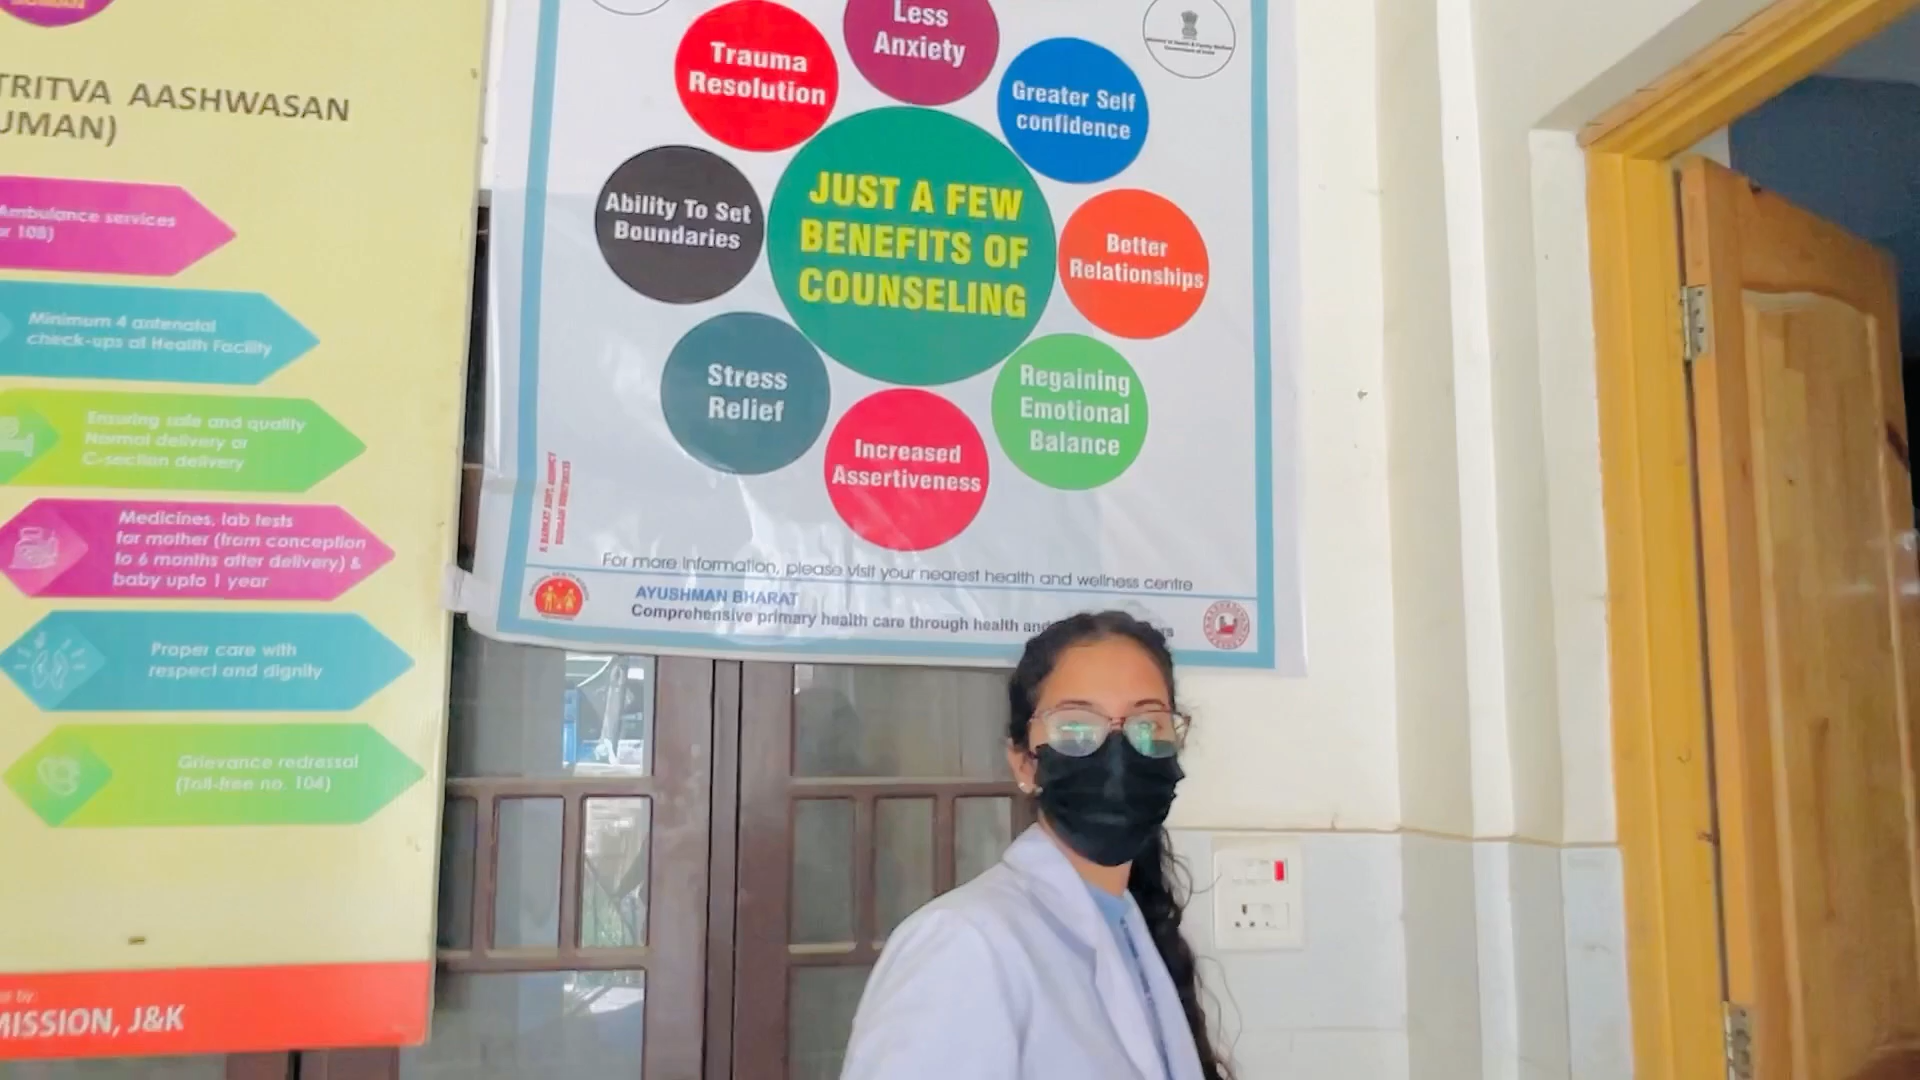 TRITVA AASHWASAN
UMAN)
Ambulance services
or 108)
Minimum 4 antenatal
check-ups at Health Facility
Ensuring safe and quality
Normal delivery or
C-section delivery
Medicines, lab tests
for mother (from conception
to 6 months after delivery) &
baby upto 1 year
Proper care with
respect and dignity
Grievance redressal
(Toll-free no. 104)
MISSION, J&K
Less
Anxiety
Trauma
Resolution
Greater Self
confidence
Ability To Set
Boundaries
JUST A FEW
BENEFITS OF
COUNSELING
Better
Relationships
Stress
Relief
Regaining
Emotional
Balance
Increased
Assertiveness
For more information, please visit your nearest health and wellness centre
AYUSHMAN BHARAT
Comprehensive primary health care through health and